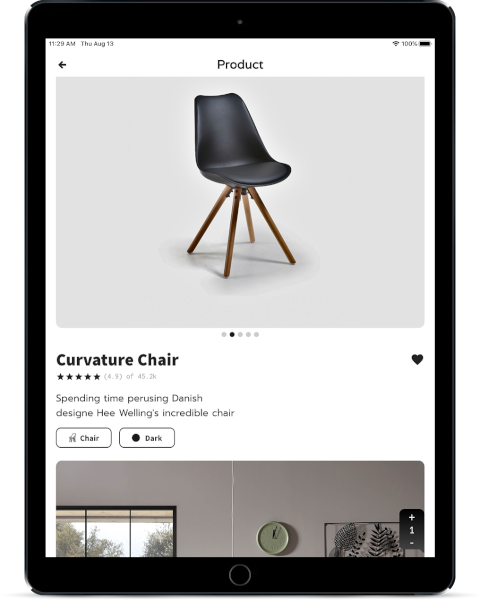 11:29 AM Thu Aug 13
100%
Product
Curvature Chair
(4.9) of 45.2k
Spending time perusing Danish
designe Hee Welling's incredible chair
Chair
Dark
+
1
-